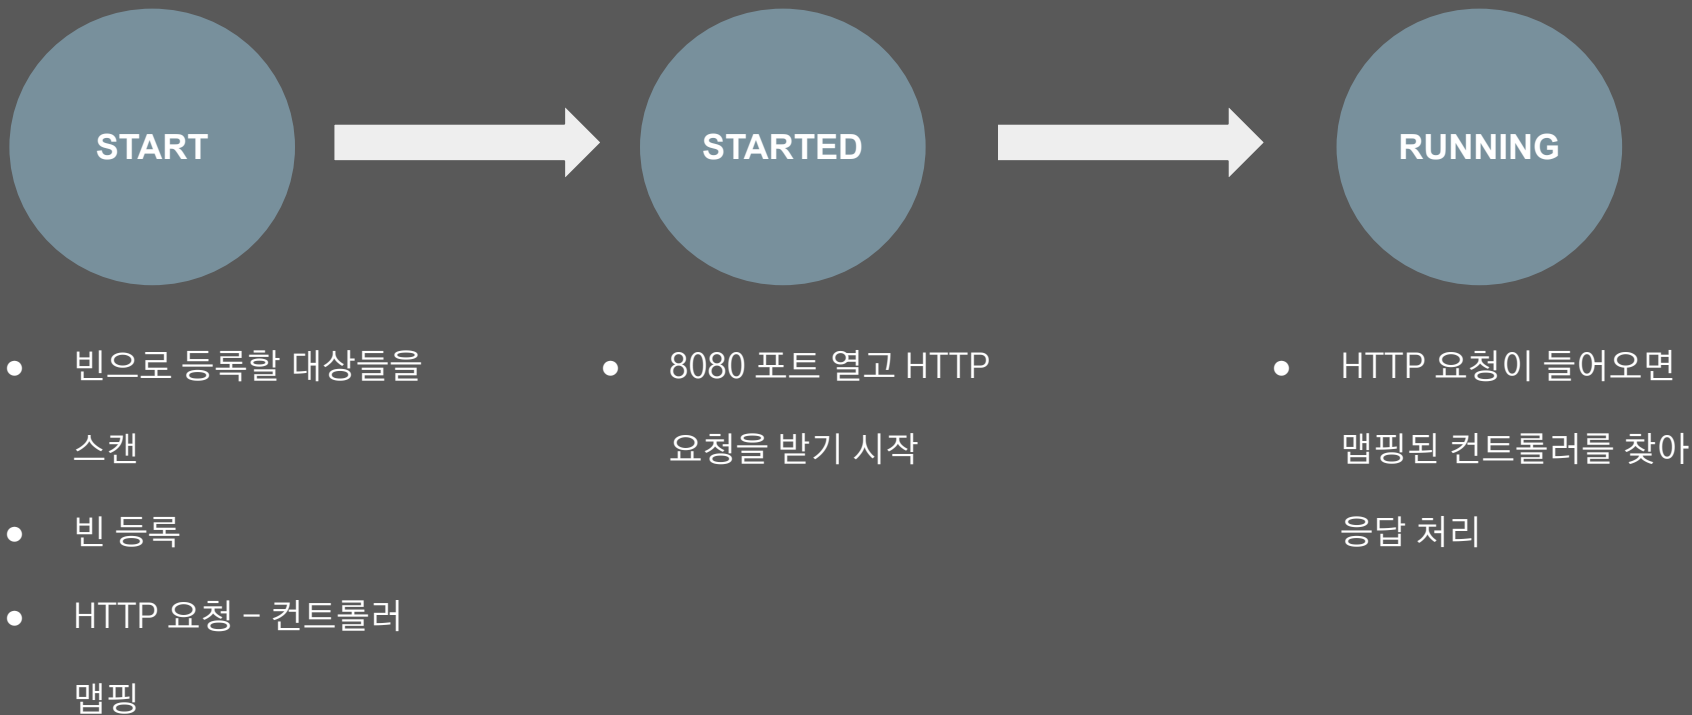 START
STARTED
RUNNING
● 빈으로 등록할 대상들을
스캔
● 빈 등록
● HTTP 요청 – 컨트롤러
맵핑
● 8080 포트 열고 HTTP
요청을 받기 시작
● HTTP 요청이 들어오면
맵핑된 컨트롤러를 찾아
응답 처리